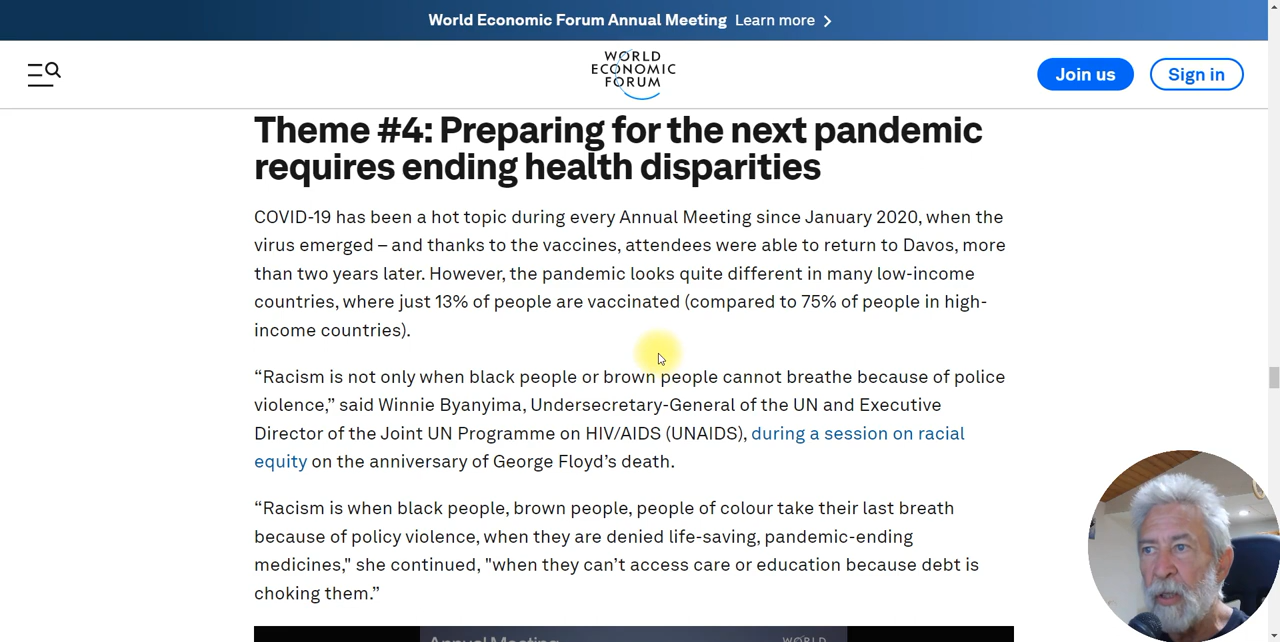 World Economic Forum Annual Meeting Learn more
WORLD
ECONOMIC
FORUM
Join us
Sign in
Theme #4: Preparing for the next pandemic
requires ending health disparities
COVID-19 has been a hot topic during every Annual Meeting since January 2020, when the
virus emerged – and thanks to the vaccines, attendees were able to return to Davos, more
than two years later. However, the pandemic looks quite different in many low-income
countries, where just 13% of people are vaccinated (compared to 75% of people in high-
income countries).
“Racism is not only when black people or brown people cannot breathe because of police
violence,” said Winnie Byanyima, Undersecretary-General of the UN and Executive
Director of the Joint UN Programme on HIV/AIDS (UNAIDS), during a session on racial
equity on the anniversary of George Floyd’s death.
“Racism is when black people, brown people, people of colour take their last breath
because of policy violence, when they are denied life-saving, pandemic-ending
medicines," she continued, "when they can’t access care or education because debt is
choking them.”
Annual Meeting
WORLD